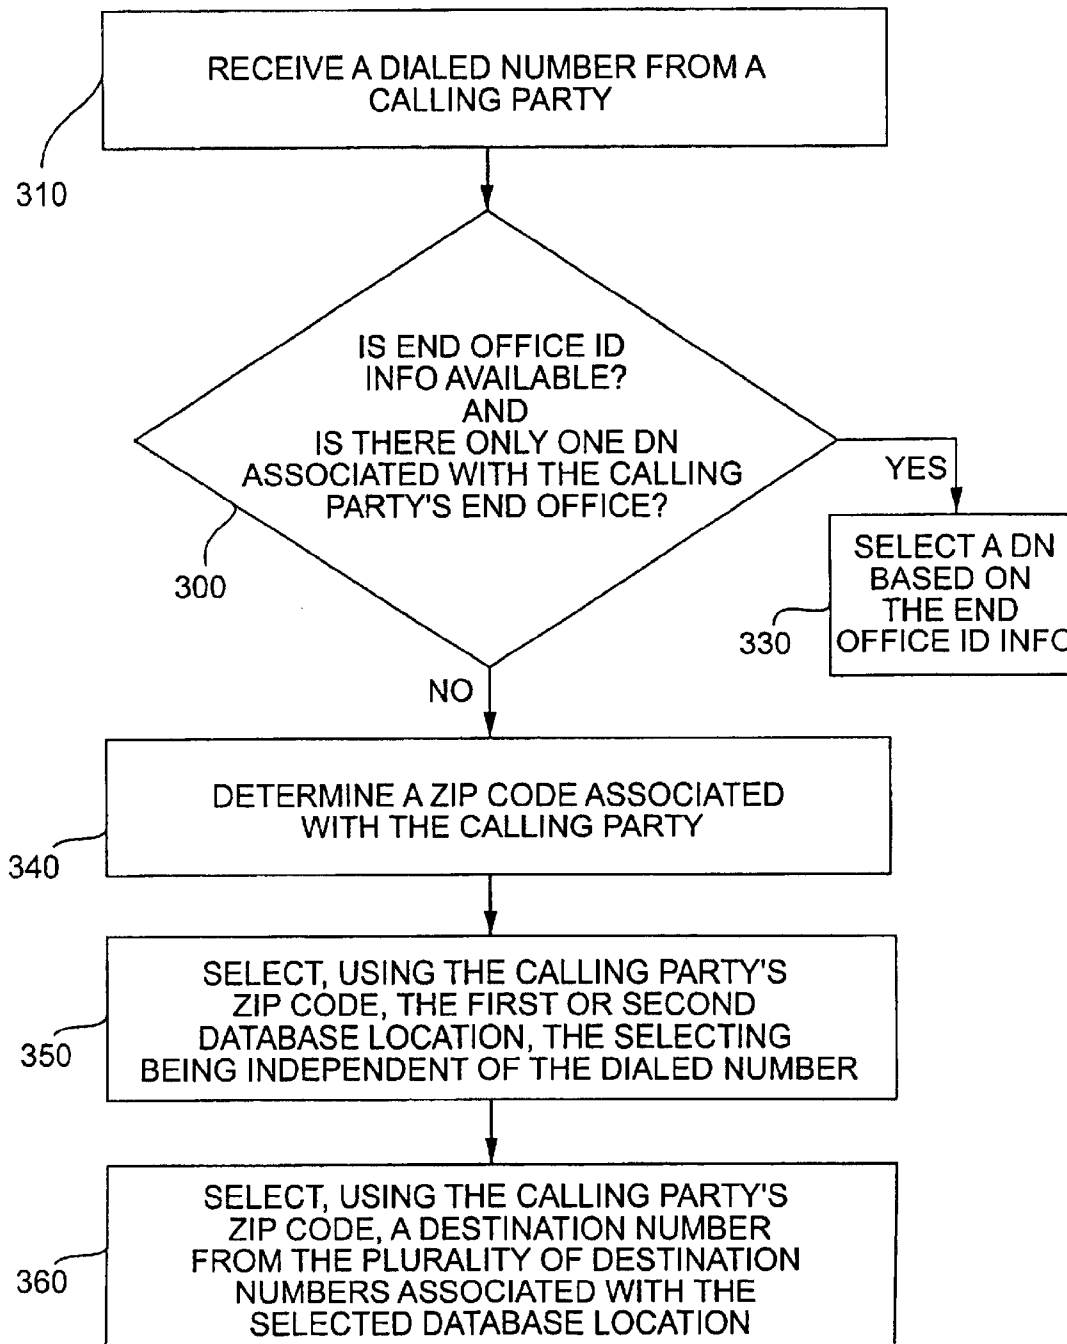 RECEIVE A DIALED NUMBER FROM A
CALLING PARTY
310
IS END OFFICE ID
INFO AVAILABLE?
AND
IS THERE ONLY ONE DN
ASSOCIATED WITH THE CALLING
PARTY'S END OFFICE?
300
YES
SELECT A DN
BASED ON
THE END
OFFICE ID INFO
330
NO
DETERMINE A ZIP CODE ASSOCIATED
WITH THE CALLING PARTY
340
SELECT, USING THE CALLING PARTY'S
ZIP CODE, THE FIRST OR SECOND
DATABASE LOCATION, THE SELECTING
BEING INDEPENDENT OF THE DIALED NUMBER
350
SELECT, USING THE CALLING PARTY'S
ZIP CODE, A DESTINATION NUMBER
FROM THE PLURALITY OF DESTINATION
NUMBERS ASSOCIATED WITH THE
SELECTED DATABASE LOCATION
360